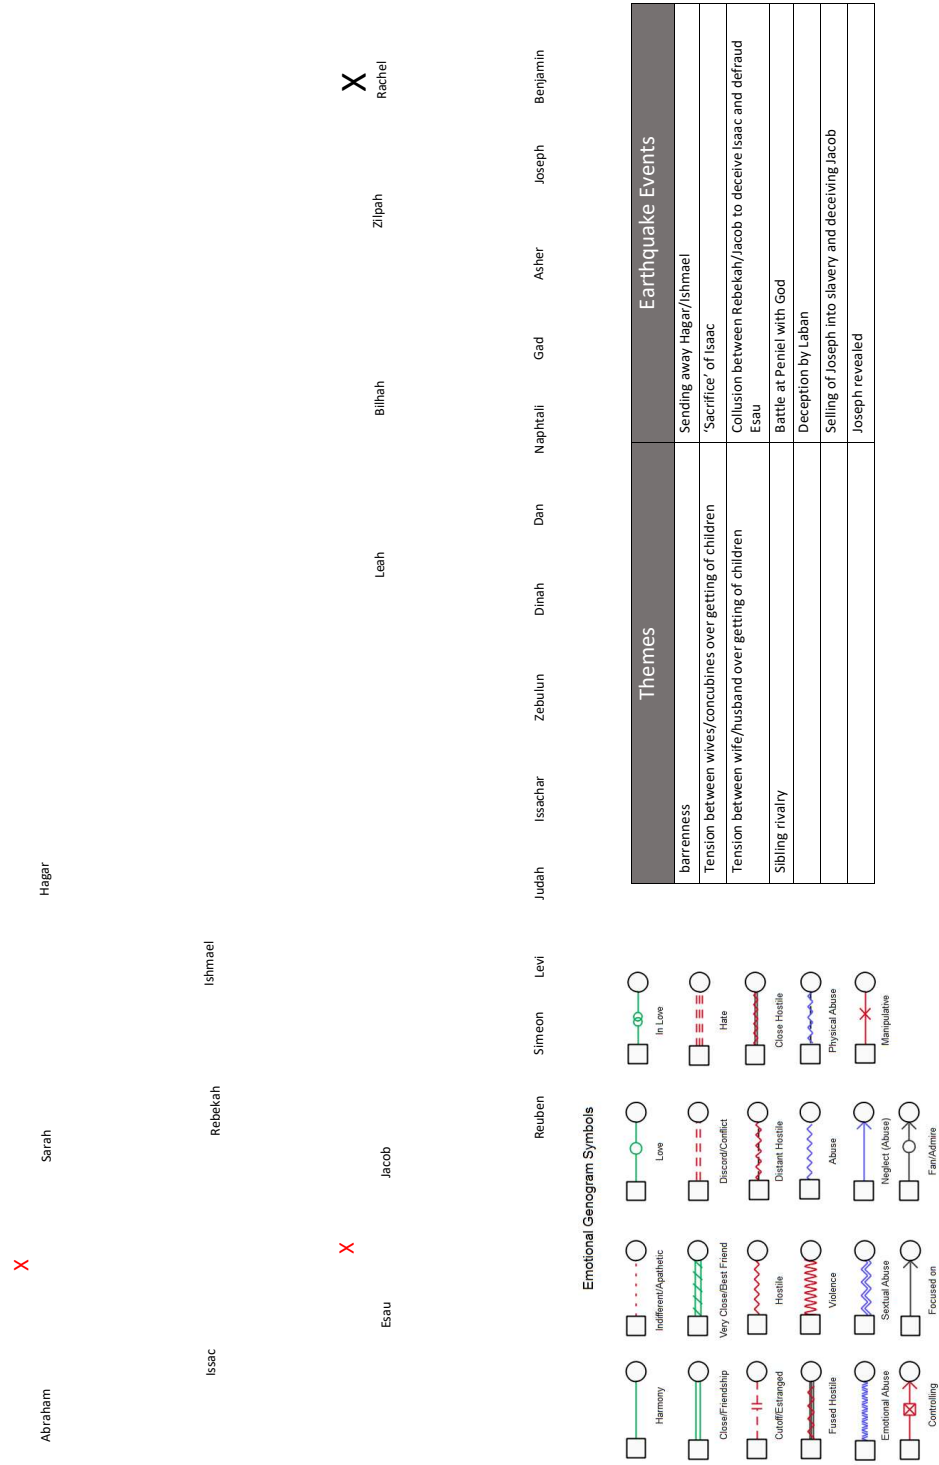 X
Abraham Sarah Hagar
Issac Rebekah Ishmael
X X
Esau Jacob Leah Bilhah Zilpah Rachel
Reuben Simeon Levi Judah Issachar Zebulun Dinah Dan Naphtali Gad Asher Joseph Benjamin
Emotional Genogram Symbols
Harmony Indifferent/Apathetic Love In Love
Close/Friendship Very Close/Best Friend Discord/Conflict Hate
Cutoff/Estranged Hostile Distant Hostile Close Hostile
Fused Hostile Violence Abuse Physical Abuse
Emotional Abuse Sextual Abuse Neglect (Abuse) Manipulative
Controlling Focused on Fan/Admire
Themes Earthquake Events
barrenness Sending away Hagar/Ishmael
Tension between wives/concubines over getting of children ‘Sacrifice’ of Isaac
Tension between wife/husband over getting of children Collusion between Rebekah/Jacob to deceive Isaac and defraud
Esau
Sibling rivalry Battle at Peniel with God
Deception by Laban
Selling of Joseph into slavery and deceiving Jacob
Joseph revealed